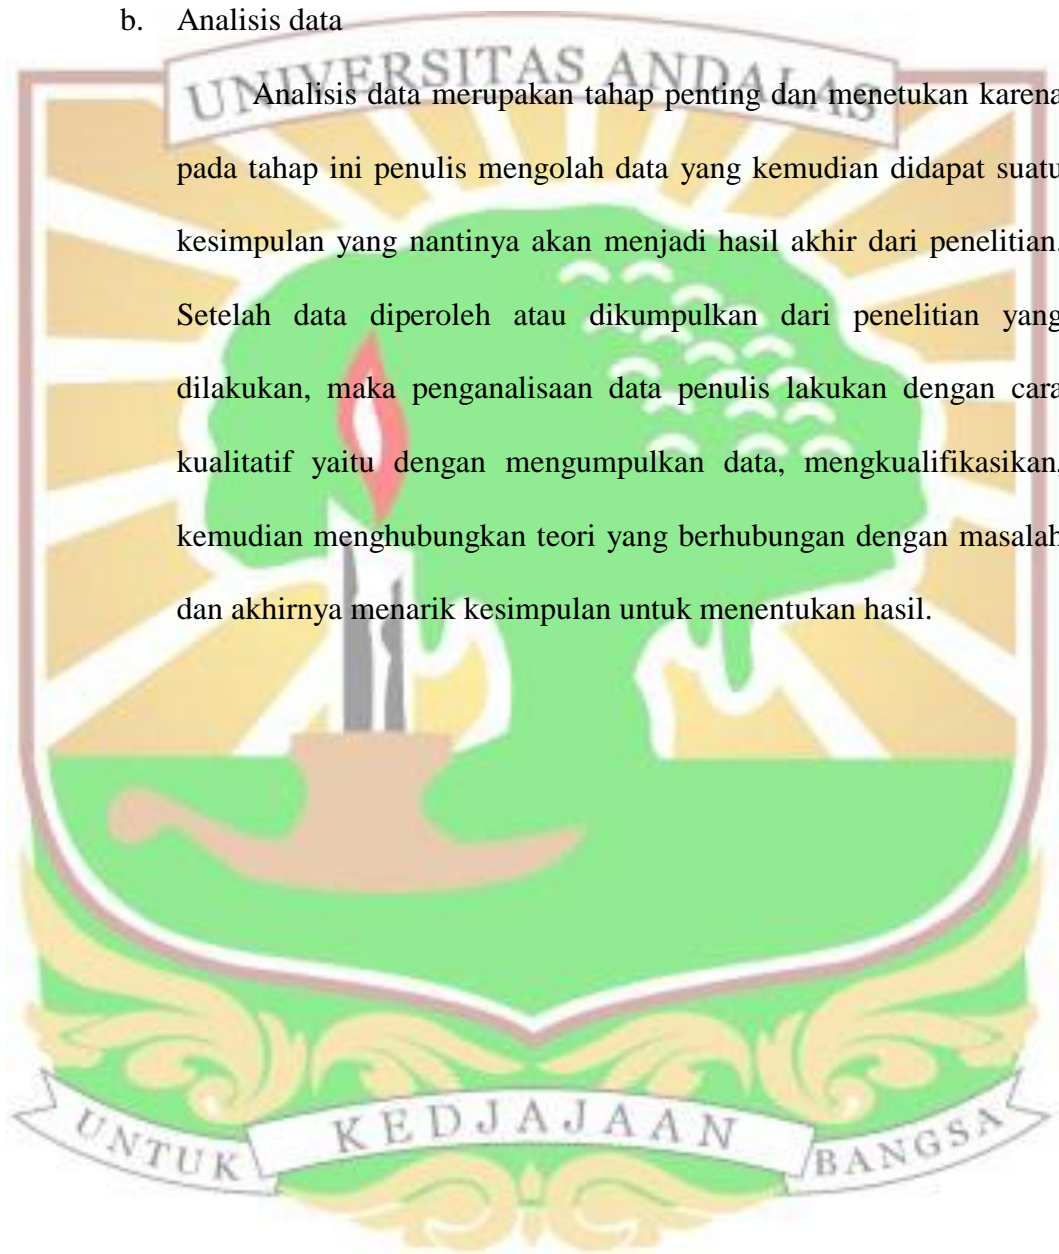 b. Analisis data
UNIVERSITAS ANDALAS
Analisis data merupakan tahap penting dan menetukan karena
pada tahap ini penulis mengolah data yang kemudian didapat suatu
kesimpulan yang nantinya akan menjadi hasil akhir dari penelitian.
Setelah data diperoleh atau dikumpulkan dari penelitian yang
dilakukan, maka penganalisaan data penulis lakukan dengan cara
kualitatif yaitu dengan mengumpulkan data, mengkualifikasikan,
kemudian menghubungkan teori yang berhubungan dengan masalah
dan akhirnya menarik kesimpulan untuk menentukan hasil.
UNTUK KEDJAJAAN BANGSA